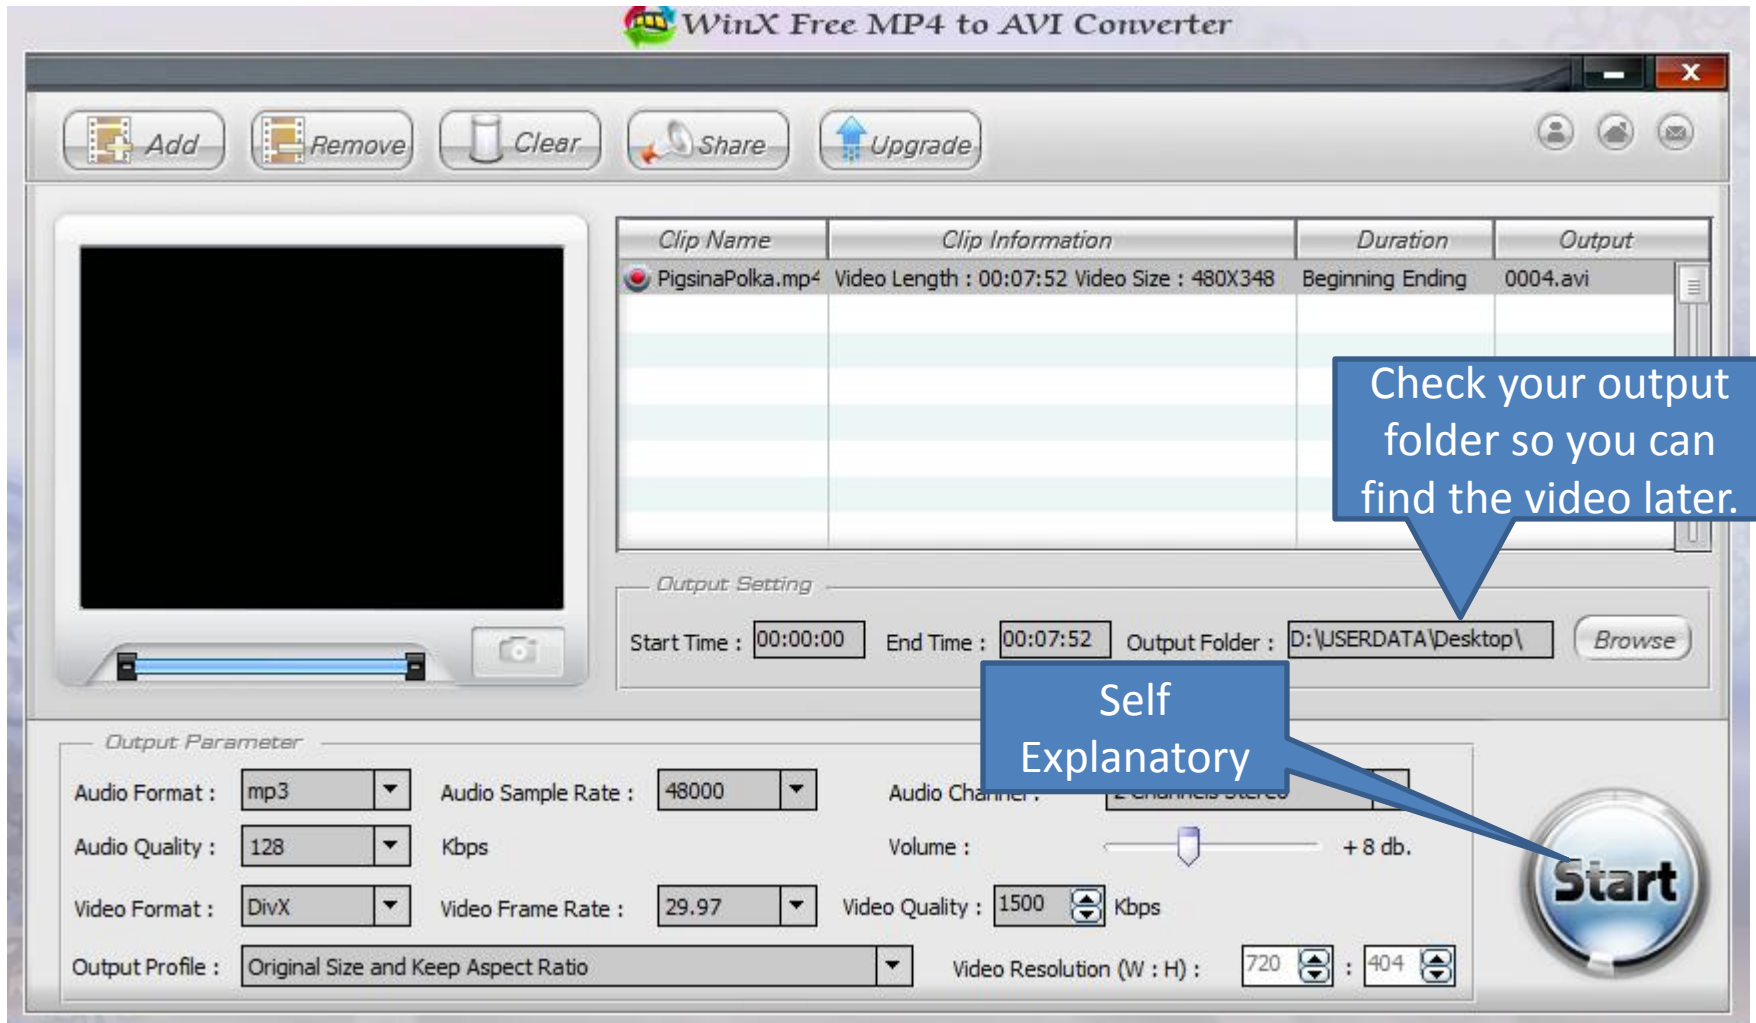 WinX Free MP4 to AVI Converter
X
Add Remove Clear Share Upgrade
Clip Name Clip Information Duration Output
PigsinaPolka.mp4 Video Length : 00:07:52 Video Size : 480X348 Beginning Ending 0004.avi
Check your output
folder so you can
find the video later.
Output Setting
Start Time : 00:00:00 End Time : 00:07:52 Output Folder : D:\USERDATA\Desktop\ Browse
Self
Explanatory
Output Parameter
Audio Format : mp3 Audio Sample Rate : 48000 Audio Channel : 2 Channels Stereo
Audio Quality : 128 Kbps Volume : + 8 db.
Start
Video Format : DivX Video Frame Rate : 29.97 Video Quality : 1500 Kbps
Output Profile : Original Size and Keep Aspect Ratio Video Resolution (W : H) : 720 : 404